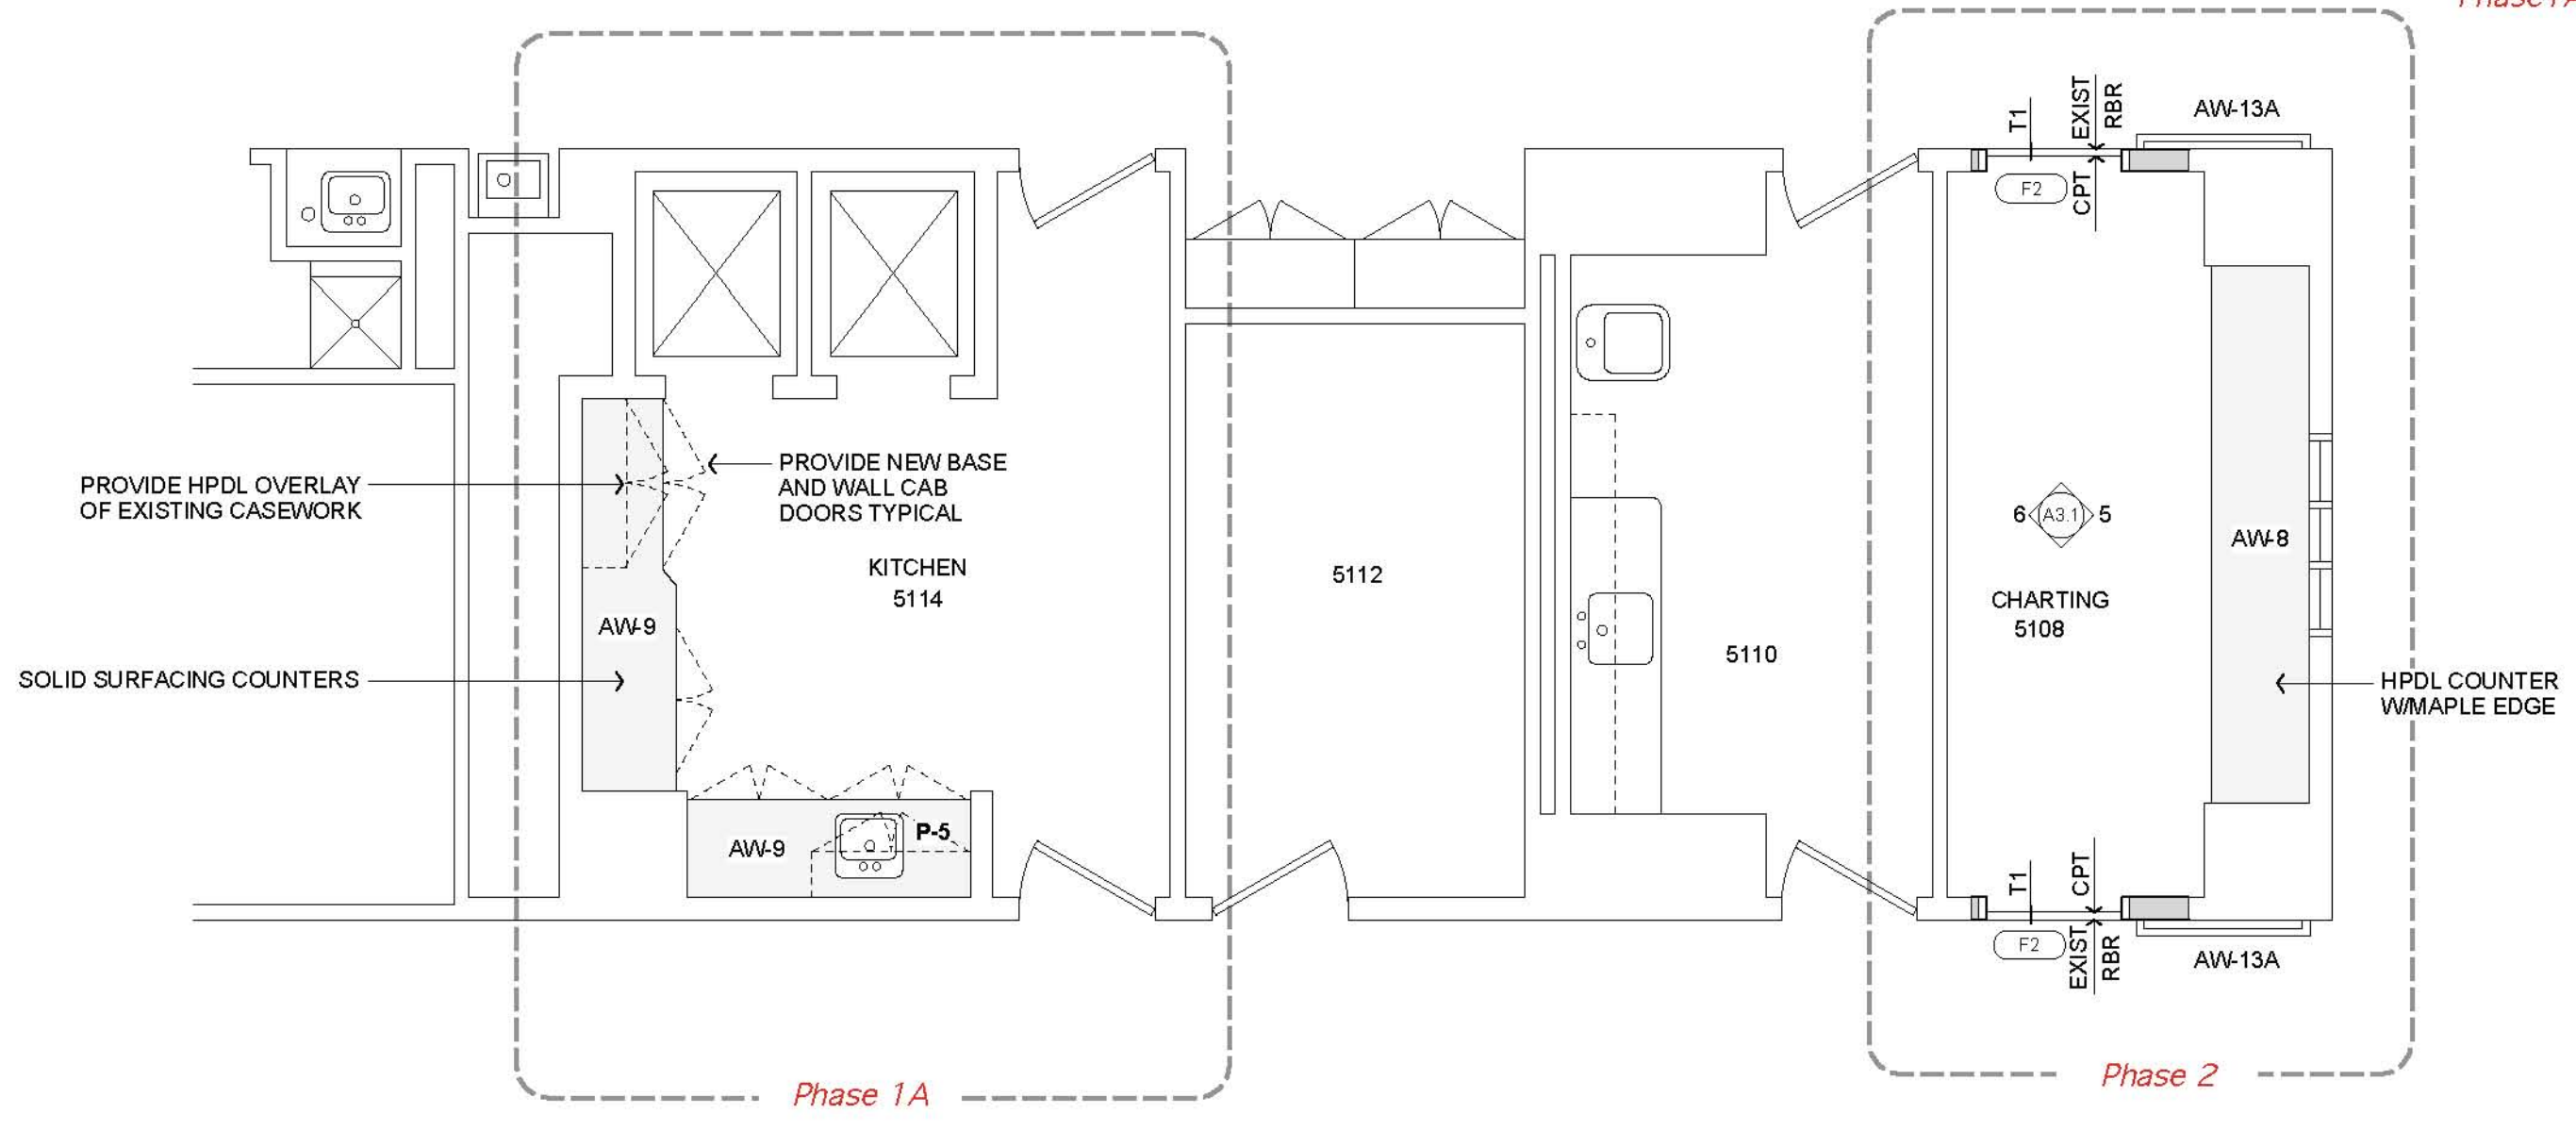 Phase1A
T1
EXIST
RBR
AW-13A
F2
CPT
PROVIDE HPDL OVERLAY
OF EXISTING CASEWORK
PROVIDE NEW BASE
AND WALL CAB
DOORS TYPICAL
KITCHEN
5114
AW-9
SOLID SURFACING COUNTERS
AW-9
P-5
5112
5110
6
A3.1
5
CHARTING
5108
AW-8
HPDL COUNTER
W/MAPLE EDGE
T1
CPT
F2
EXIST
RBR
AW-13A
Phase 1A
Phase 2